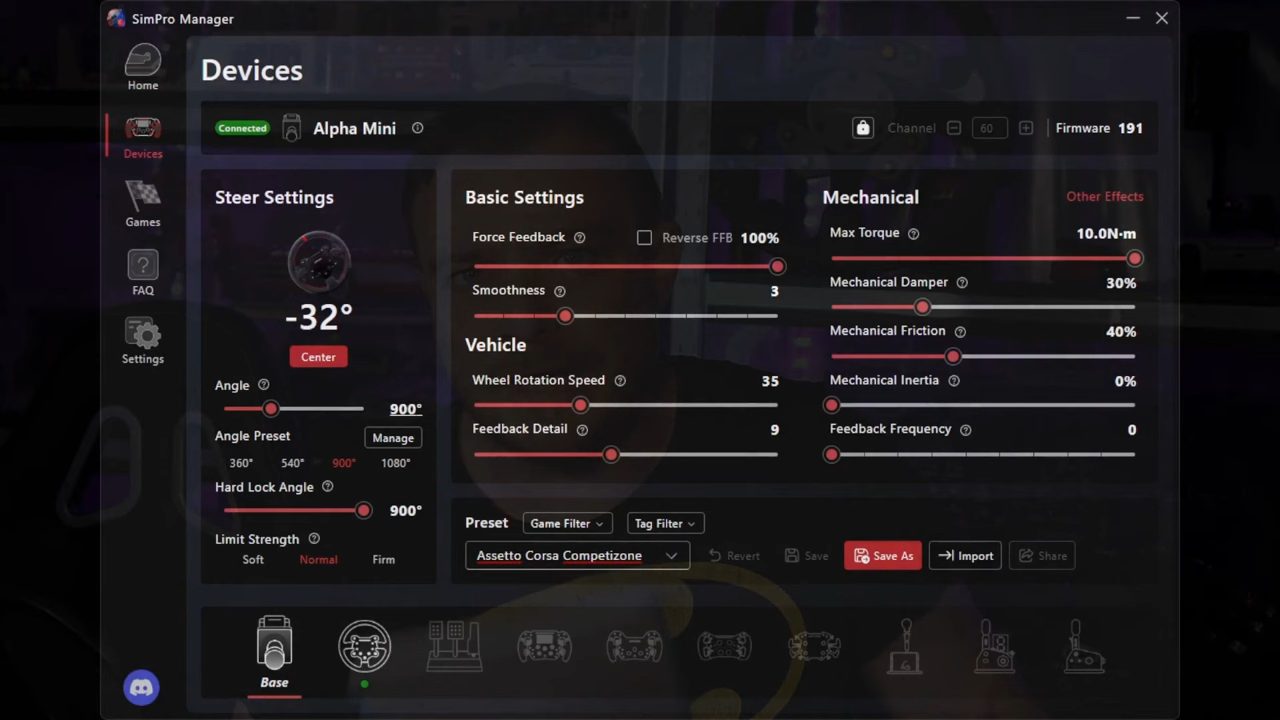 SimPro Manager
Home
Devices
Games
FAQ
Settings
Devices
Connected
Alpha Mini
Channel
60
Firmware 191
Steer Settings
-32°
Center
Angle
900°
Angle Preset
Manage
360°
540°
900°
1080°
Hard Lock Angle
900°
Limit Strength
Soft
Normal
Firm
Basic Settings
Force Feedback
Reverse FFB 100%
Smoothness
3
Vehicle
Wheel Rotation Speed
35
Feedback Detail
9
Mechanical
Other Effects
Max Torque
10.0N·m
Mechanical Damper
30%
Mechanical Friction
40%
Mechanical Inertia
0%
Feedback Frequency
0
Preset
Game Filter
Tag Filter
Assetto Corsa Competizone
Revert
Save
Save As
Import
Share
Base